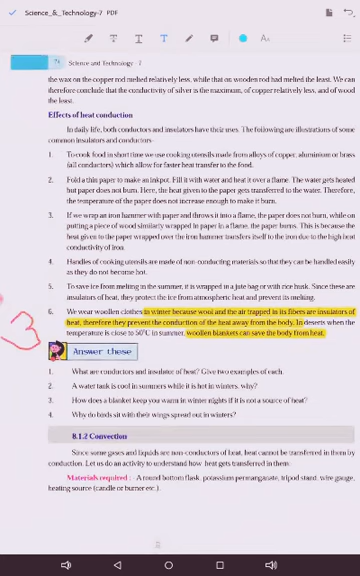 Science_&_Technology-7 PDF
76 Science and Technology - 7
the wax on the copper rod melted relatively less, while that on wooden rod had melted the least. We can
therefore conclude that the conductivity of silver is the maximum, of copper relatively less, and of wood
the least.
Effects of heat conduction
In daily life, both conductors and insulators have their uses. The following are illustrations of some
common insulators and conductors-
1. To cook food in short time we use cooking utensils made from alloys of copper, aluminium or brass
(all conductors) which allow for faster heat transfer to the food.
2. Fold a thin paper to make an inkpot. Fill it with water and heat it over a flame. The water gets heated
but paper does not burn. Here, the heat given to the paper gets transferred to the water. Therefore,
the temperature of the paper does not increase enough to make it burn.
3. If we wrap an iron hammer with paper and throws it into a flame, the paper does not burn, while on
putting a piece of wood similarly wrapped in paper in a flame, the paper burns. This is because the
heat given to the paper wrapped over the iron hammer transfers itself to the iron due to the high heat
conductivity of iron.
4. Handles of cooking utensils are made of non-conducting materials so that they can be handled easily
as they do not become hot.
5. To save ice from melting in the summer, it is wrapped in a jute bag or with rice husk. Since these are
insulators of heat, they protect the ice from atmospheric heat and prevent its melting.
6. We wear woollen clothes in winter because wool and the air trapped in its fibers are insulators of
heat, therefore they prevent the conduction of the heat away from the body. In deserts when the
temperature is close to 50°C in summer, woollen blankets can save the body from heat.
3
Answer these
1. What are conductors and insulator of heat? Give two examples of each.
2. A water tank is cool in summers while it is hot in winters, why?
3. How does a blanket keep you warm in winter nights if it is not a source of heat?
4. Why do birds sit with their wings spread out in winters?
8.1.2 Convection
Since some gases and liquids are non-conductors of heat, heat cannot be transferred in them by
conduction. Let us do an activity to understand how heat gets transferred in them.
Materials required : A round bottom flask, potassium permanganate, tripod stand, wire gauge,
heating source (candle or burner etc.).